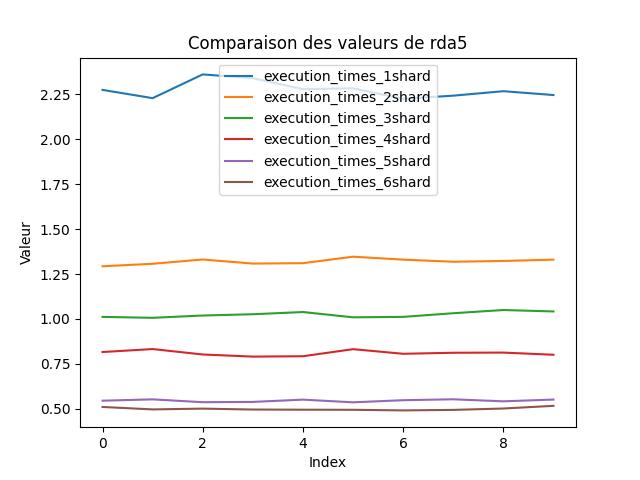 Comparaison des valeurs de rda5
execution_times_1shard
execution_times_2shard
execution_times_3shard
execution_times_4shard
execution_times_5shard
execution_times_6shard
Valeur
2.25
2.00
1.75
1.50
1.25
1.00
0.75
0.50
0 2 4 6 8
Index